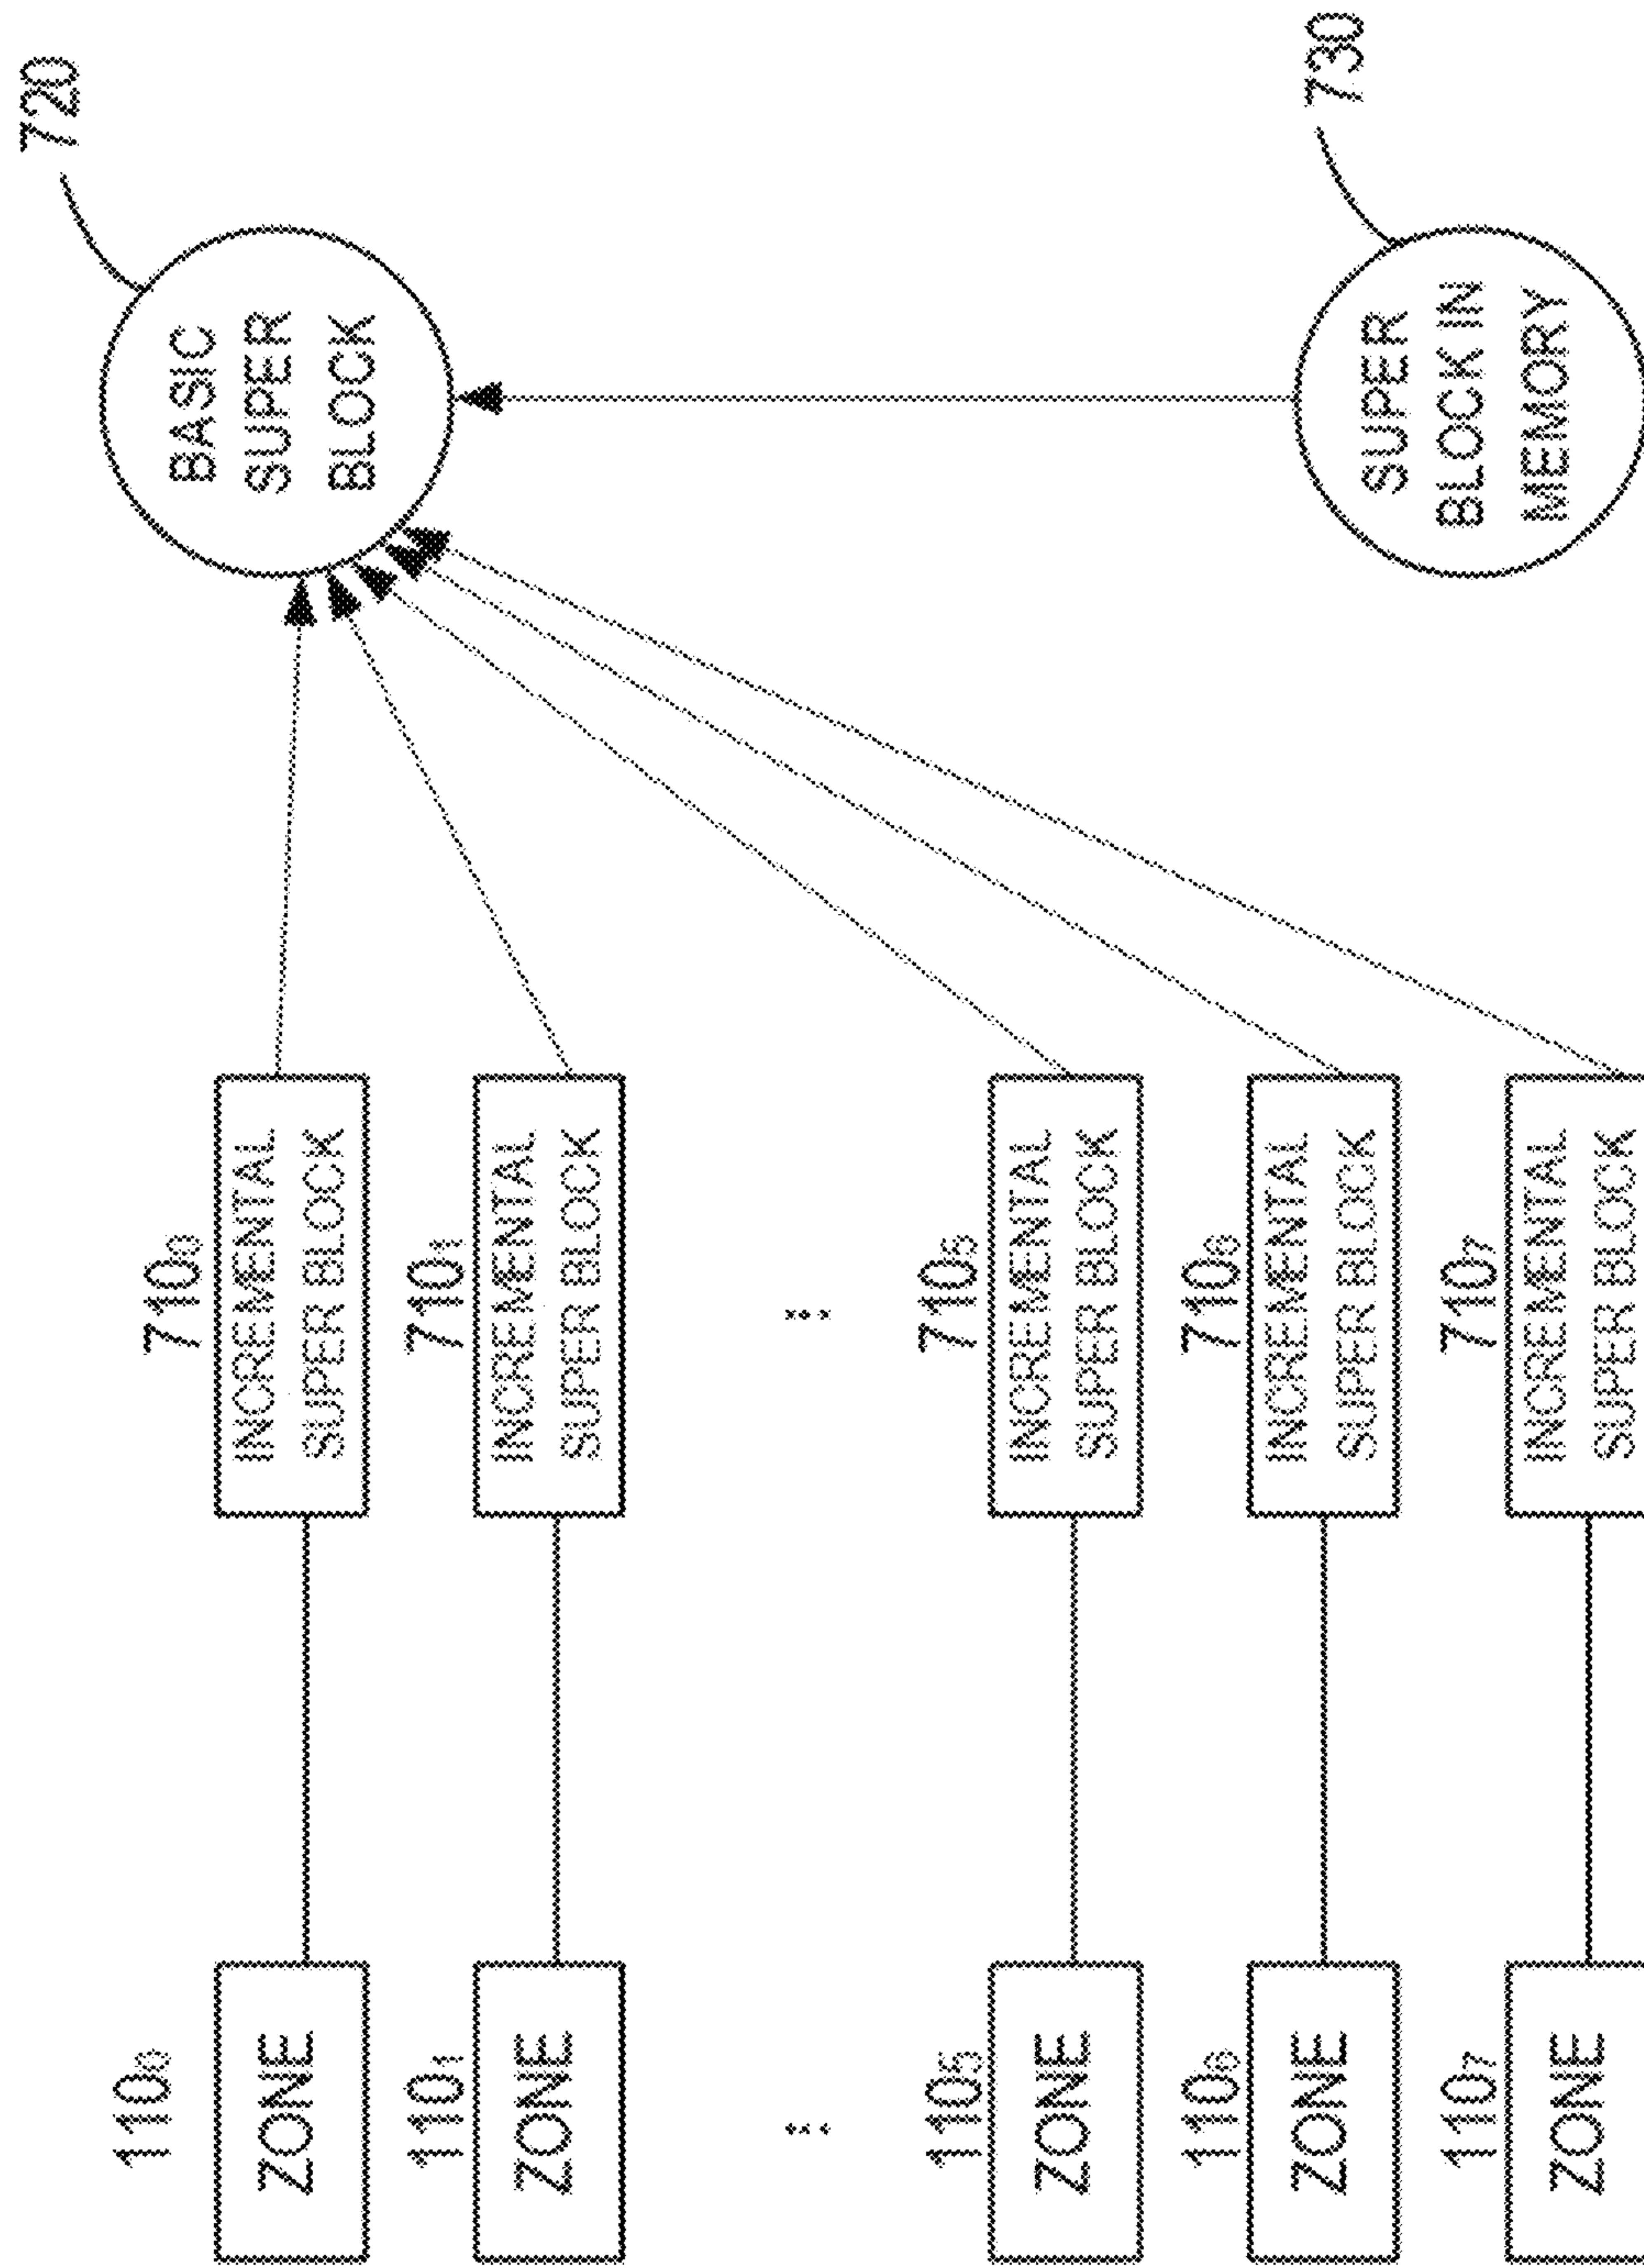 110₀
ZONE
710₀
INCREMENTAL
SUPER BLOCK
720
BASIC
SUPER
BLOCK
110₁
ZONE
710₁
INCREMENTAL
SUPER BLOCK
...
...
110₅
ZONE
710₅
INCREMENTAL
SUPER BLOCK
110₆
ZONE
710₆
INCREMENTAL
SUPER BLOCK
110₇
ZONE
710₇
INCREMENTAL
SUPER BLOCK
730
SUPER
BLOCK IN
MEMORY